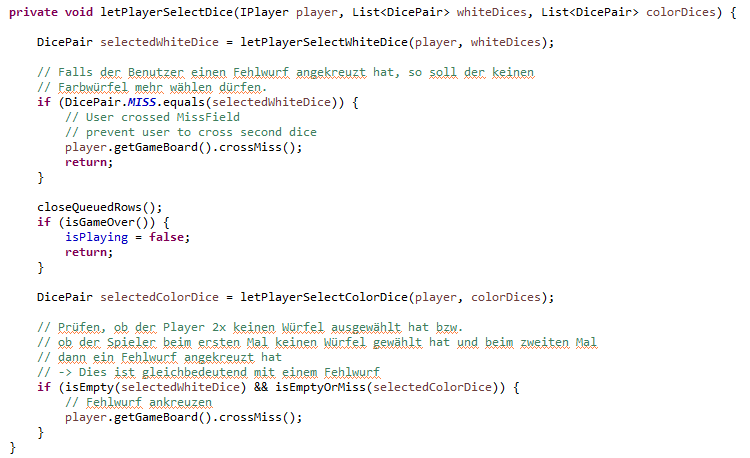 private void letPlayerSelectDice(IPlayer player, List<DicePair> whiteDices, List<DicePair> colorDices) {
DicePair selectedWhiteDice = letPlayerSelectWhiteDice(player, whiteDices);
// Falls der Benutzer einen Fehlwurf angekreuzt hat, so soll der keinen
// Farbwürfel mehr wählen dürfen.
if (DicePair.MISS.equals(selectedWhiteDice)) {
// User crossed MissField
// prevent user to cross second dice
player.getGameBoard().crossMiss();
return;
}
closeQueuedRows();
if (isGameOver()) {
isPlaying = false;
return;
}
DicePair selectedColorDice = letPlayerSelectColorDice(player, colorDices);
// Prüfen, ob der Player 2x keinen Würfel ausgewählt hat bzw.
// ob der Spieler beim ersten Mal keinen Würfel gewählt hat und beim zweiten Mal
// dann ein Fehlwurf angekreuzt hat
// -> Dies ist gleichbedeutend mit einem Fehlwurf
if (isEmpty(selectedWhiteDice) && isEmptyOrMiss(selectedColorDice)) {
// Fehlwurf ankreuzen
player.getGameBoard().crossMiss();
}
}